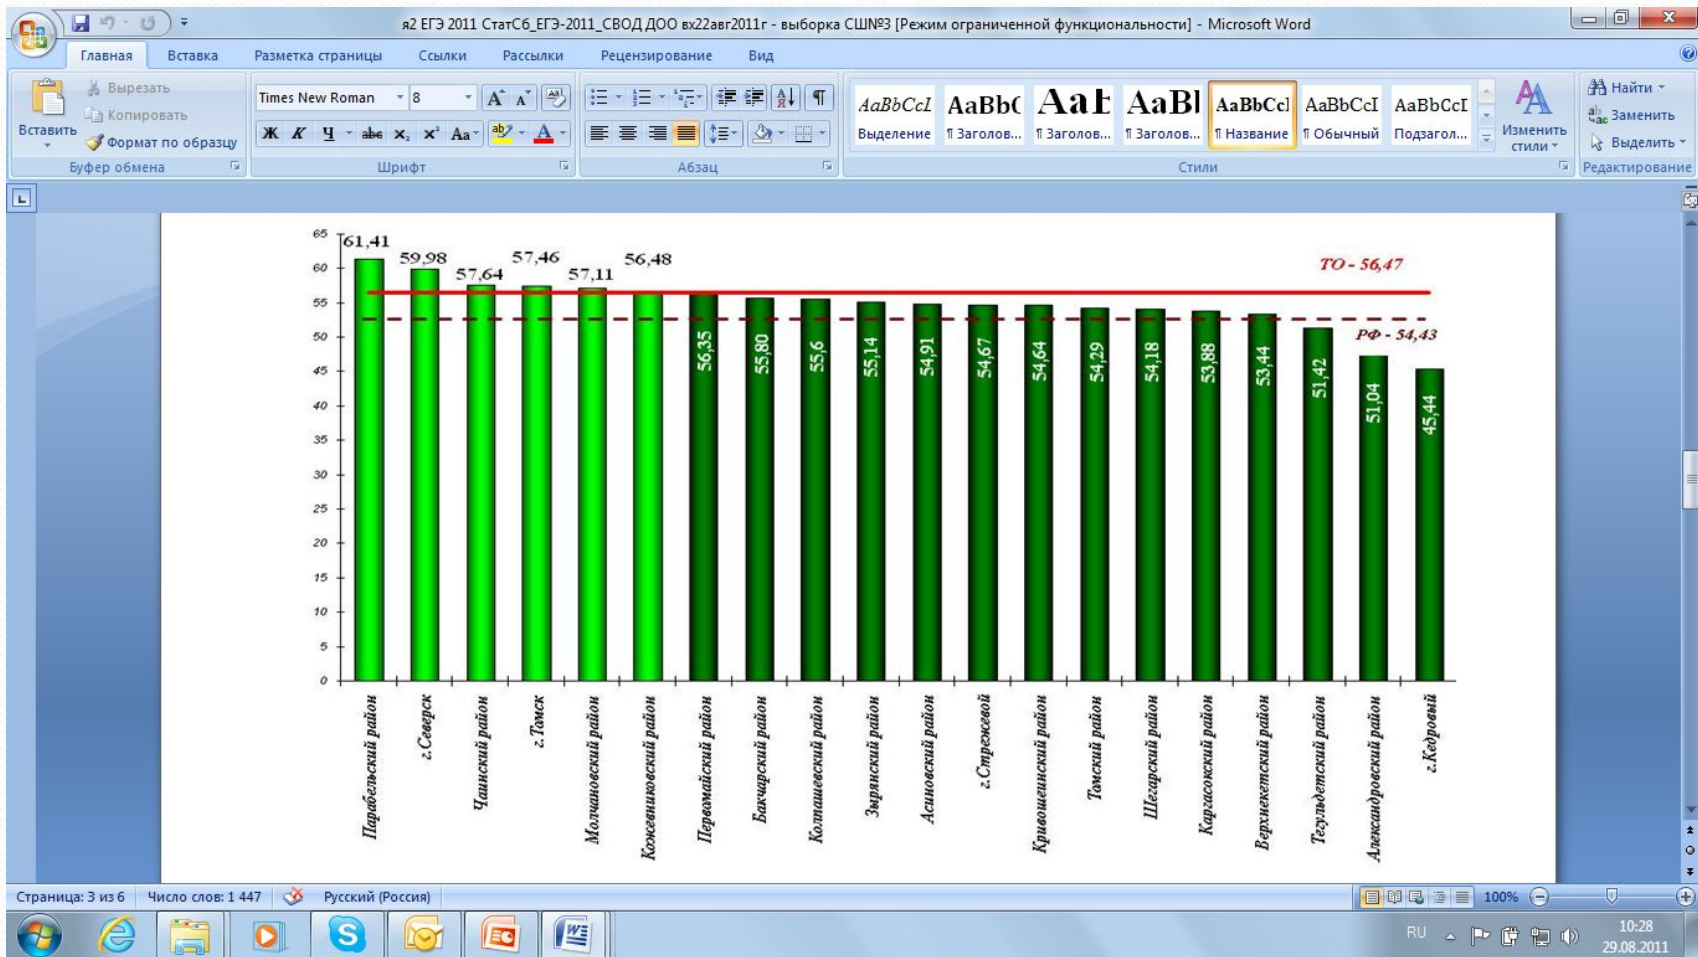 я2 ЕГЭ 2011 СтатСб_ЕГЭ-2011_СВОД ДОО вх22авг2011г - выборка СШ№3 [Режим ограниченной функциональности] - Microsoft Word
Главная Вставка Разметка страницы Ссылки Рассылки Рецензирование Вид
Вставить
Вырезать
Копировать
Формат по образцу
Буфер обмена
Times New Roman 8
Ж К Ч abe x₂ x² Aa
Шрифт
Абзац
AaBbCcI AaBb( AaE AaBl AaBbCcl AaBbCcI AaBbCcI
Выделение ¶ Заголов... ¶ Заголов... ¶ Заголов... ¶ Название ¶ Обычный Подзагол...
Изменить стили
Стили
Найти
Заменить
Выделить
Редактирование
65
60
55
50
45
40
35
30
25
20
15
10
5
0
61,41
59,98
57,64
57,46
57,11
56,48
56,35
55,80
55,6
55,14
54,91
54,67
54,64
54,29
54,18
53,88
53,44
51,42
51,04
45,44
ТО - 56,47
РФ - 54,43
Парабельский район
г.Северск
Чаинский район
г.Томск
Молчановский район
Кожевниковский район
Первомайский район
Бакчарский район
Колпашевский район
Зырянский район
Асиновский район
г.Стрежевой
Кривошеинский район
Томский район
Шегарский район
Каргасокский район
Верхнекетский район
Тегульдетский район
Александровский район
г.Кедровый
Страница: 3 из 6 Число слов: 1 447 Русский (Россия) 100%
RU 10:28
29.08.2011